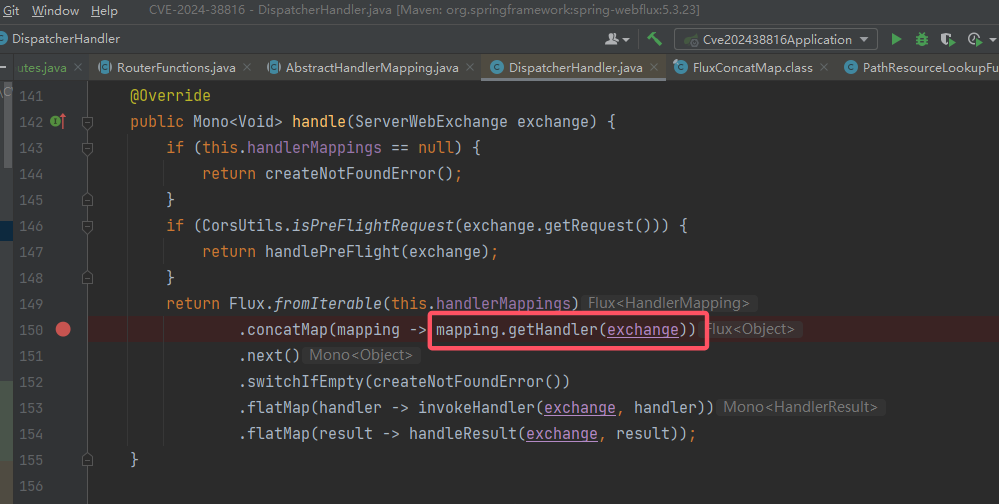 Git Window Help CVE-2024-38816 - DispatcherHandler.java [Maven: org.springframework:spring-webflux:5.3.23]
DispatcherHandler Cve202438816Application
utes.java RouterFunctions.java AbstractHandlerMapping.java DispatcherHandler.java FluxConcatMap.class PathResourceLookupFu
141 @Override
142 public Mono<Void> handle(ServerWebExchange exchange) {
143 if (this.handlerMappings == null) {
144 return createNotFoundError();
145 }
146 if (CorsUtils.isPreFlightRequest(exchange.getRequest())) {
147 return handlePreFlight(exchange);
148 }
149 return Flux.fromIterable(this.handlerMappings) Flux<HandlerMapping>
150 .concatMap(mapping -> mapping.getHandler(exchange)) Flux<Object>
151 .next() Mono<Object>
152 .switchIfEmpty(createNotFoundError())
153 .flatMap(handler -> invokeHandler(exchange, handler)) Mono<HandlerResult>
154 .flatMap(result -> handleResult(exchange, result));
155 }
156